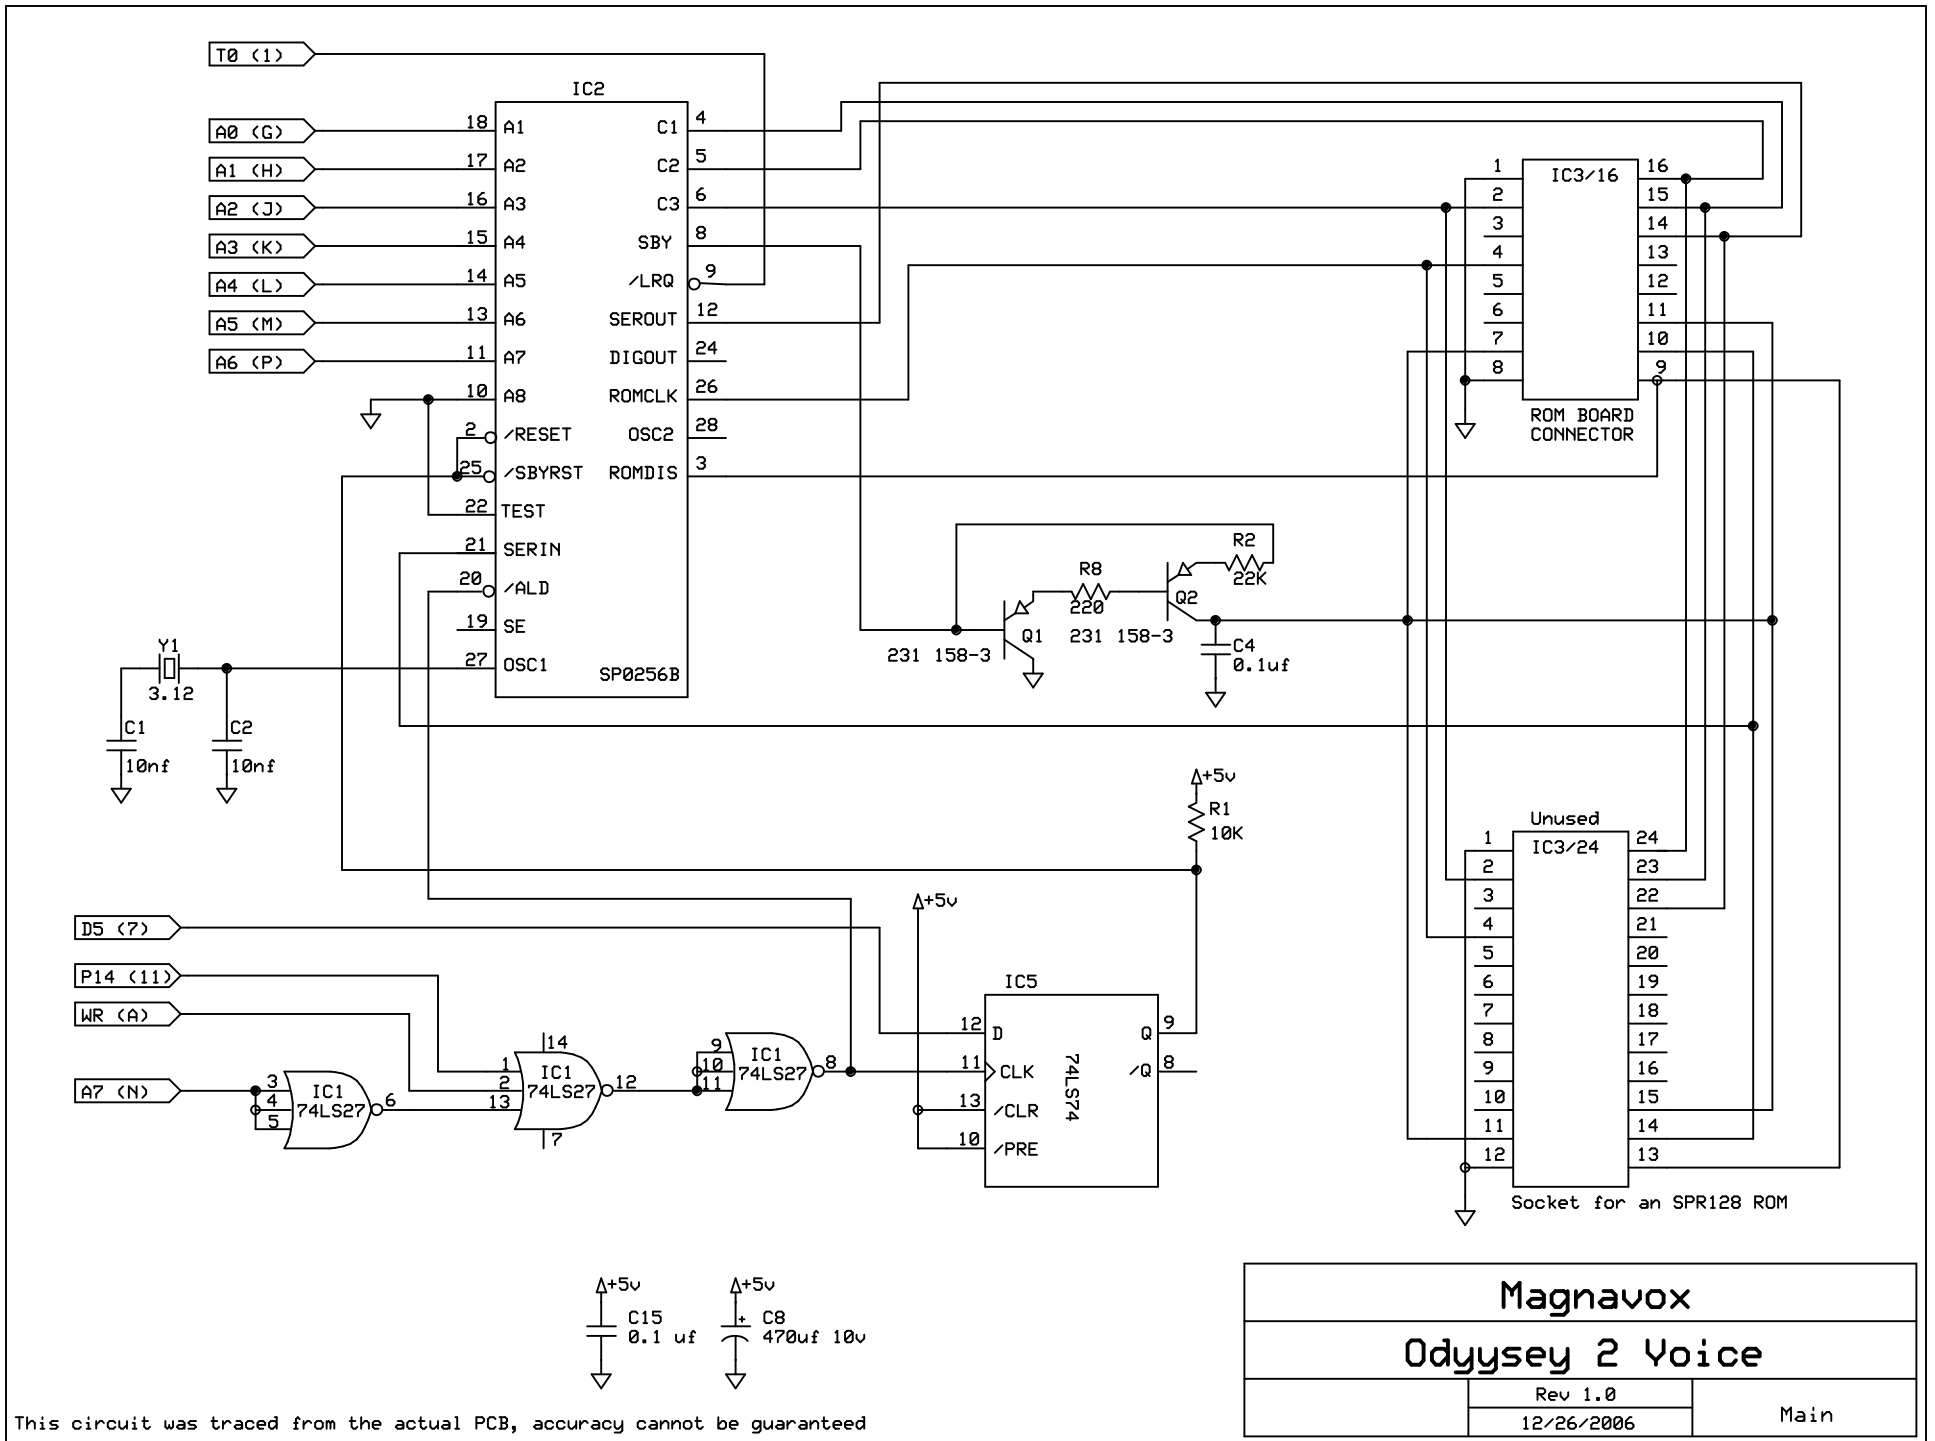 T0 (1)
IC2
A0 (G)
18 A1
C1 4
A1 (H)
17 A2
C2 5
A2 (J)
16 A3
C3 6
A3 (K)
15 A4
SBY 8
A4 (L)
14 A5
/LRQ 9
A5 (M)
13 A6
SEROUT 12
A6 (P)
11 A7
DIGOUT 24
10 A8
ROMCLK 26
2 /RESET
OSC2 28
25 /SBYRST
ROMDIS 3
22 TEST
21 SERIN
20 /ALD
19 SE
27 OSC1
SP0256B
Y1
3.12
C1
10nf
C2
10nf
IC3/16
1 16
2 15
3 14
4 13
5 12
6 11
7 10
8 9
ROM BOARD
CONNECTOR
R2
22K
R8
220
Q2
Q1
231 158-3
231 158-3
C4
0.1uf
+5v
R1
10K
+5v
Unused
IC3/24
1 24
2 23
3 22
4 21
5 20
6 19
7 18
8 17
9 16
10 15
11 14
12 13
Socket for an SPR128 ROM
D5 (7)
P14 (11)
WR (A)
A7 (N)
3
4
5
IC1
74LS27
6
14
1
2
13
IC1
74LS27
12
7
9
10
11
IC1
74LS27
8
IC5
12 D
Q 9
11 CLK
/Q 8
13 /CLR
10 /PRE
74LS74
+5v
C15
0.1 uf
+5v
+
C8
470uf 10v
Magnavox
Odyysey 2 Voice
Rev 1.0
12/26/2006
Main
This circuit was traced from the actual PCB, accuracy cannot be guaranteed